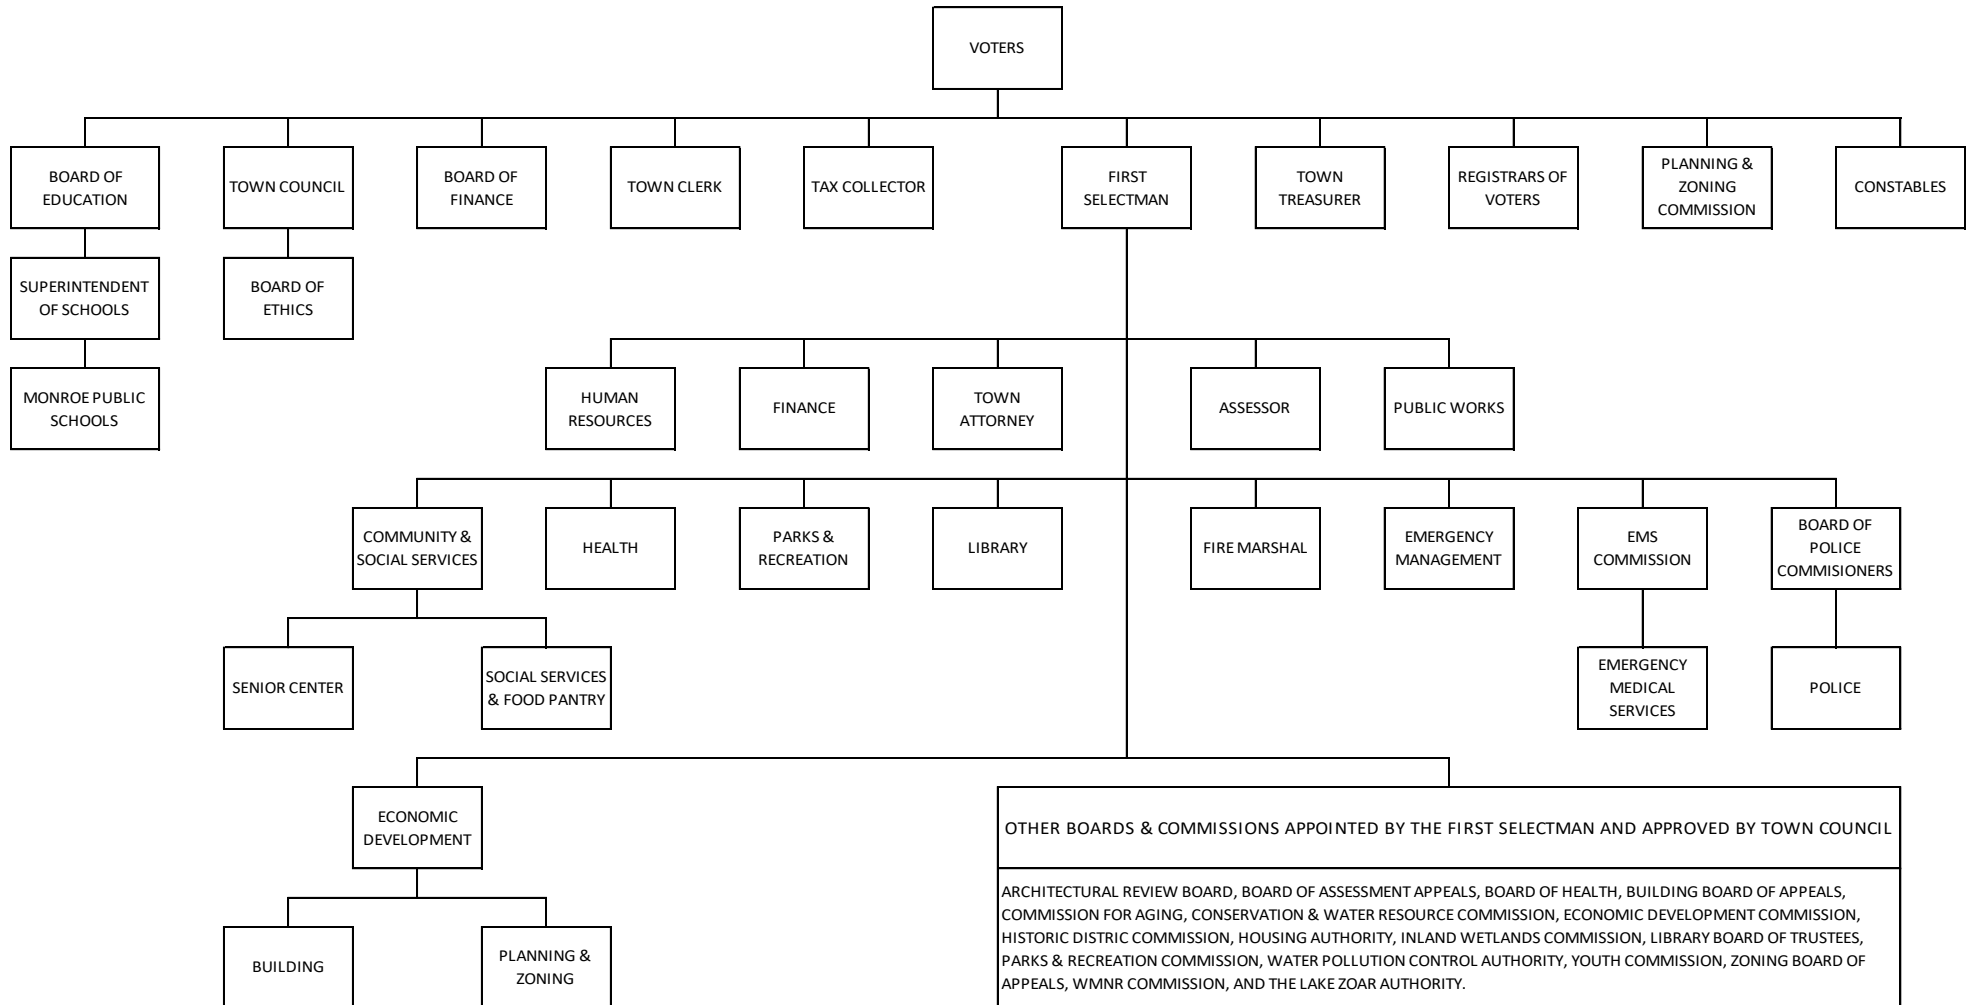 VOTERS
BOARD OF
EDUCATION
TOWN COUNCIL
BOARD OF
FINANCE
TOWN CLERK
TAX COLLECTOR
FIRST
SELECTMAN
TOWN
TREASURER
REGISTRARS OF
VOTERS
PLANNING &
ZONING
COMMISSION
CONSTABLES
SUPERINTENDENT
OF SCHOOLS
BOARD OF
ETHICS
MONROE PUBLIC
SCHOOLS
HUMAN
RESOURCES
FINANCE
TOWN
ATTORNEY
ASSESSOR
PUBLIC WORKS
COMMUNITY &
SOCIAL SERVICES
HEALTH
PARKS &
RECREATION
LIBRARY
FIRE MARSHAL
EMERGENCY
MANAGEMENT
EMS
COMMISSION
BOARD OF
POLICE
COMMISIONERS
SENIOR CENTER
SOCIAL SERVICES
& FOOD PANTRY
EMERGENCY
MEDICAL
SERVICES
POLICE
ECONOMIC
DEVELOPMENT
BUILDING
PLANNING &
ZONING
OTHER BOARDS & COMMISSIONS APPOINTED BY THE FIRST SELECTMAN AND APPROVED BY TOWN COUNCIL
ARCHITECTURAL REVIEW BOARD, BOARD OF ASSESSMENT APPEALS, BOARD OF HEALTH, BUILDING BOARD OF APPEALS,
COMMISSION FOR AGING, CONSERVATION & WATER RESOURCE COMMISSION, ECONOMIC DEVELOPMENT COMMISSION,
HISTORIC DISTRIC COMMISSION, HOUSING AUTHORITY, INLAND WETLANDS COMMISSION, LIBRARY BOARD OF TRUSTEES,
PARKS & RECREATION COMMISSION, WATER POLLUTION CONTROL AUTHORITY, YOUTH COMMISSION, ZONING BOARD OF
APPEALS, WMNR COMMISSION, AND THE LAKE ZOAR AUTHORITY.